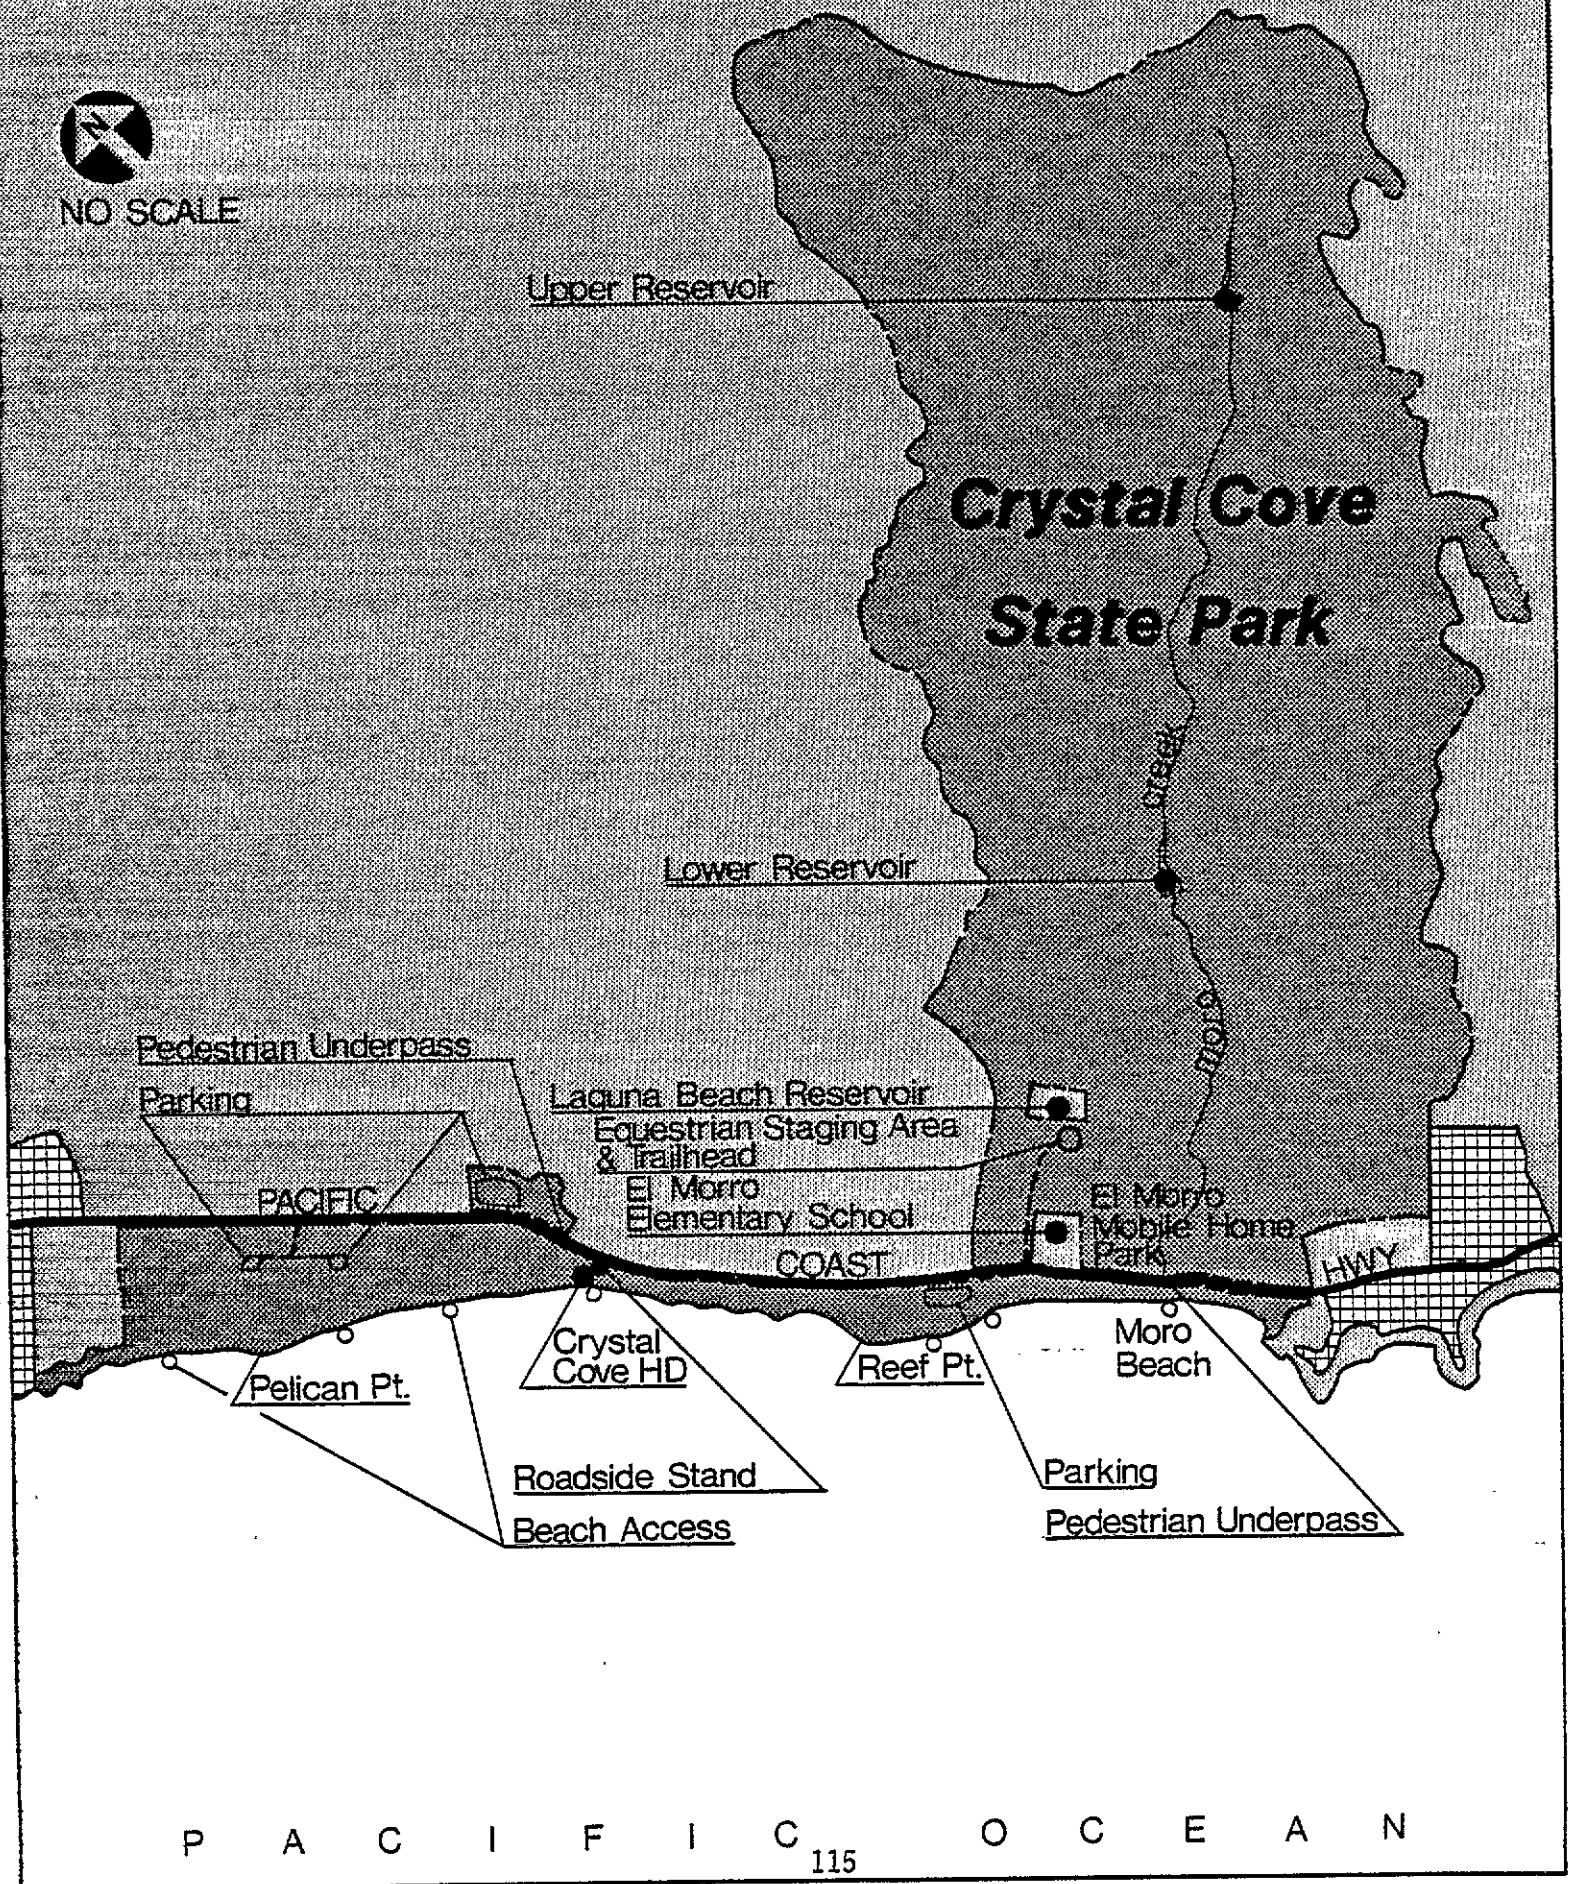 N
NO SCALE
Upper Reservoir
Crystal Cove
State Park
Creek
Lower Reservoir
moro
Pedestrian Underpass
Parking
Laguna Beach Reservoir
Equestrian Staging Area
& Trailhead
PACIFIC
El Morro
Elementary School
El Morro
Mobile Home
Park
COAST
HWY
Crystal
Cove HD
Moro
Beach
Reef Pt.
Pelican Pt.
Roadside Stand
Parking
Beach Access
Pedestrian Underpass
PACIFIC OCEAN
115